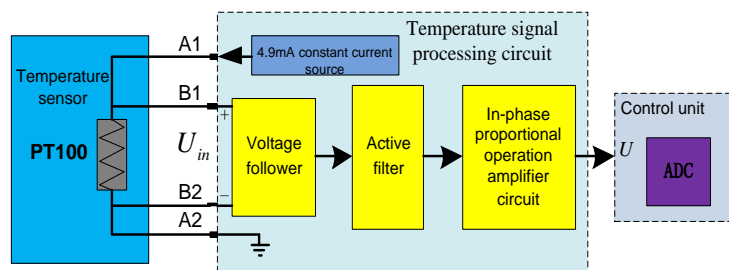 A1
4.9mA constant current
source
Temperature signal
processing circuit
Temperature
sensor
B1
PT100
+
U_in
−
Voltage
follower
Active
filter
In-phase
proportional
operation
amplifier
circuit
Control unit
U
ADC
B2
A2